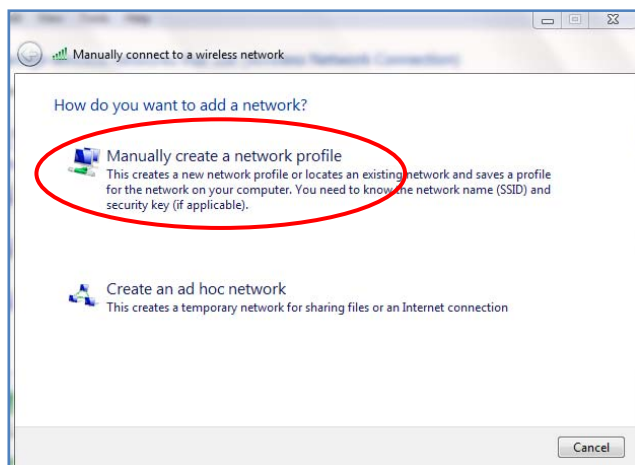 Manually connect to a wireless network
How do you want to add a network?
Manually create a network profile
This creates a new network profile or locates an existing network and saves a profile
for the network on your computer. You need to know the network name (SSID) and
security key (if applicable).
Create an ad hoc network
This creates a temporary network for sharing files or an Internet connection
Cancel